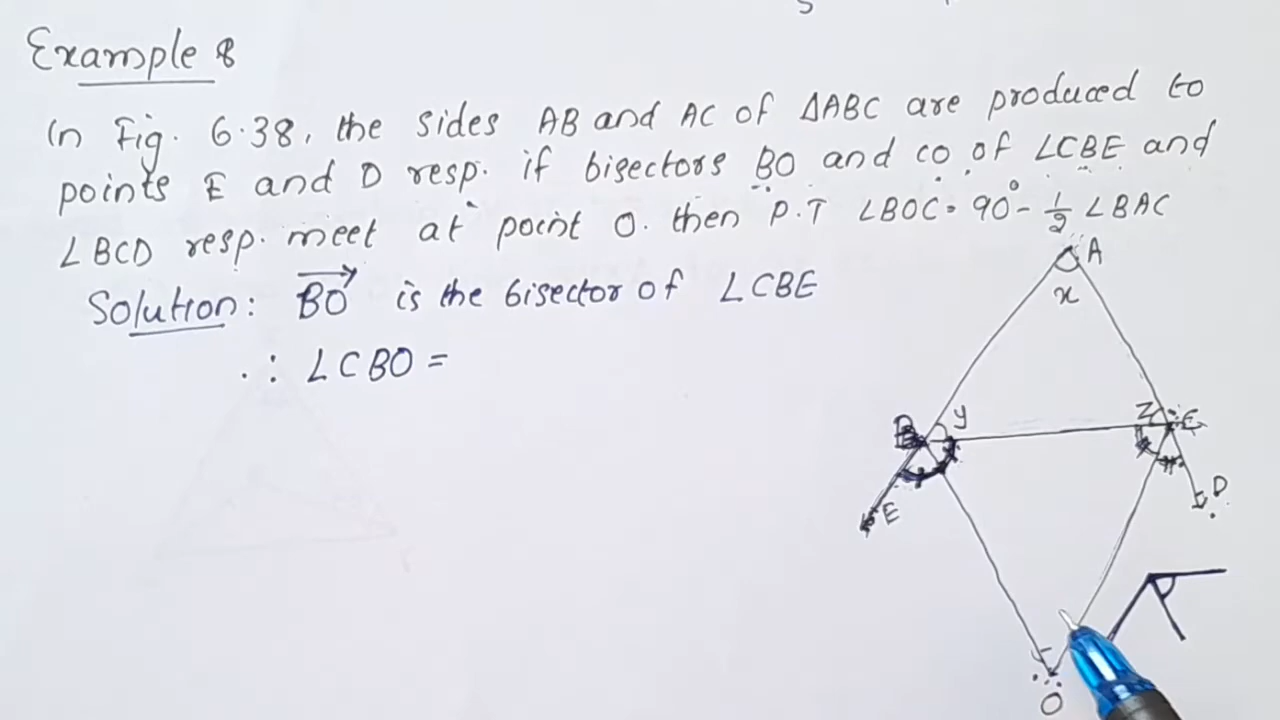 Example 8
In Fig. 6.38, the sides AB and AC of ΔABC are produced to
points E and D resp. if bisectors BO and CO of ∠CBE and
∠BCD resp. meet at point O. then P.T ∠BOC = 90° - 1/2 ∠BAC
Solution: BO is the bisector of ∠CBE
∴ ∠CBO =
A
x
B
y
Z
C
E
D
O